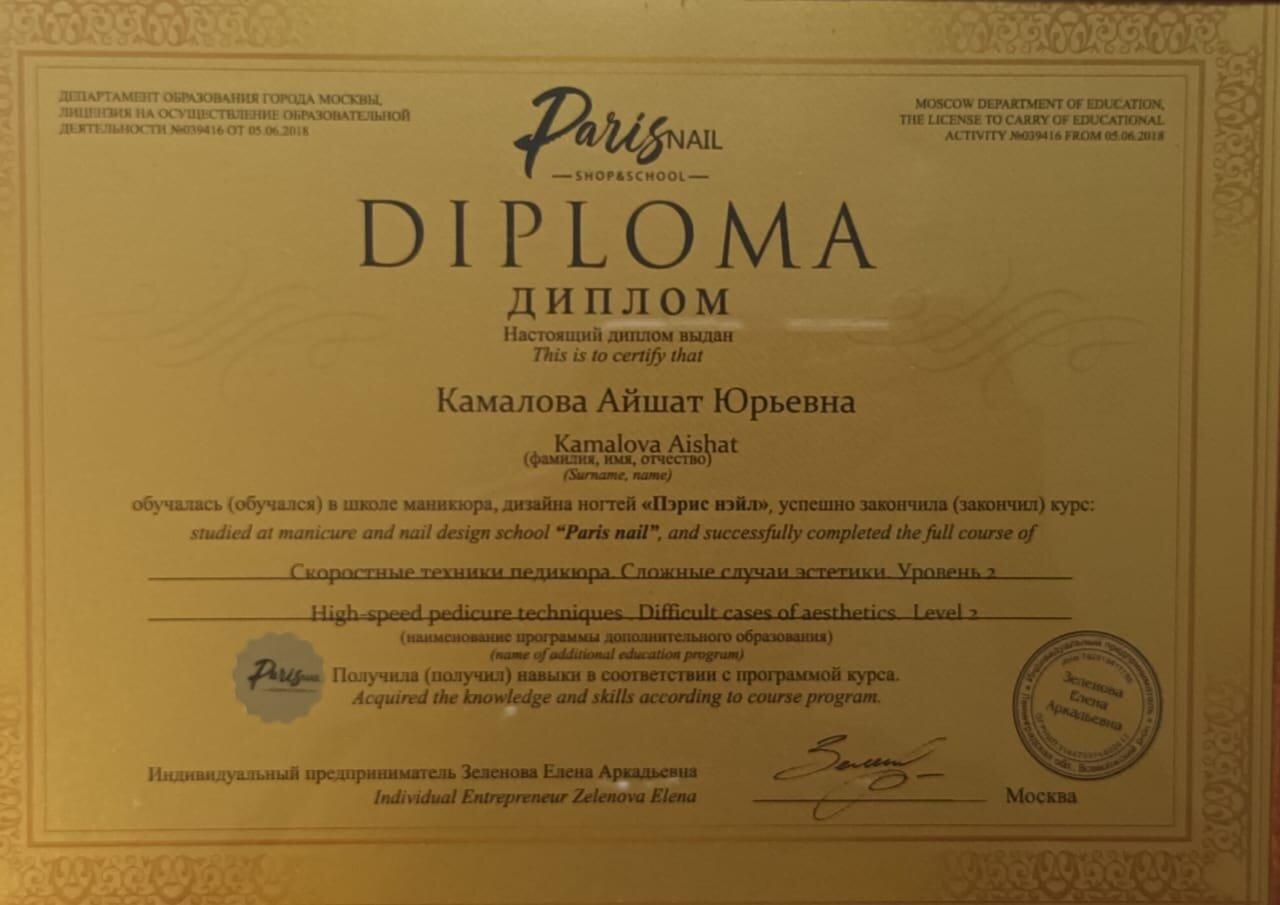 ДЕПАРТАМЕНТ ОБРАЗОВАНИЯ ГОРОДА МОСКВЫ,
ЛИЦЕНЗИЯ НА ОСУЩЕСТВЛЕНИЕ ОБРАЗОВАТЕЛЬНОЙ
ДЕЯТЕЛЬНОСТИ №039416 ОТ 05.06.2018
MOSCOW DEPARTMENT OF EDUCATION,
THE LICENSE TO CARRY OF EDUCATIONAL
ACTIVITY №039416 FROM 05.06.2018
Paris NAIL
SHOP&SCHOOL
DIPLOMA
ДИПЛОМ
Настоящий диплом выдан
This is to certify that
Камалова Айшат Юрьевна
Kamalova Aishat
(фамилия, имя, отчество)
(Surname, name)
обучалась (обучался) в школе маникюра, дизайна ногтей «Пэрис нэйл», успешно закончила (закончил) курс:
studied at manicure and nail design school “Paris nail”, and successfully completed the full course of
Скоростные техники педикюра. Сложные случаи эстетики. Уровень 2
High-speed pedicure techniques. Difficult cases of aesthetics. Level 2
(наименование программы дополнительного образования)
(name of additional education program)
Paris NAIL
Получила (получил) навыки в соответствии с программой курса.
Acquired the knowledge and skills according to course program.
Индивидуальный предприниматель
Зеленова
Елена
Аркадьевна
Индивидуальный предприниматель Зеленова Елена Аркадьевна
Individual Entrepreneur Zelenova Elena
Москва